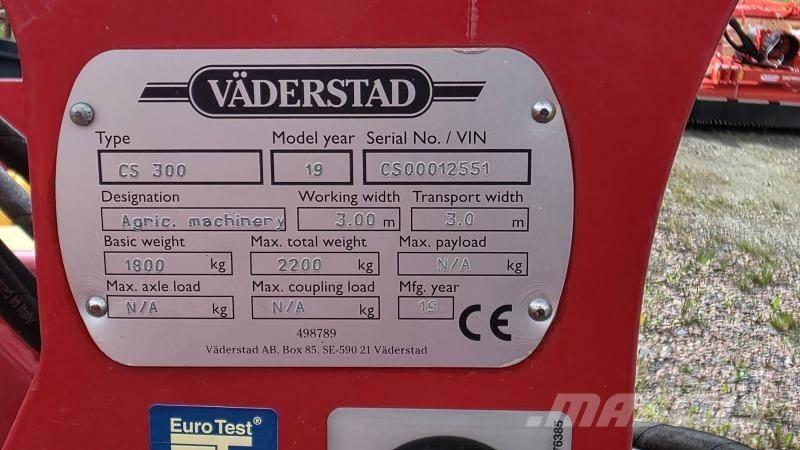 VÄDERSTAD
Type Model year Serial No. / VIN
CS 300 19 CS00012551
Designation Working width Transport width
Agric. machinery 3.00 m 3.0 m
Basic weight Max. total weight Max. payload
1800 kg 2200 kg N/A kg
Max. axle load Max. coupling load Mfg. year
N/A kg N/A kg
CE
498789
Väderstad AB, Box 85, SE-590 21 Väderstad
Euro Test®
76385